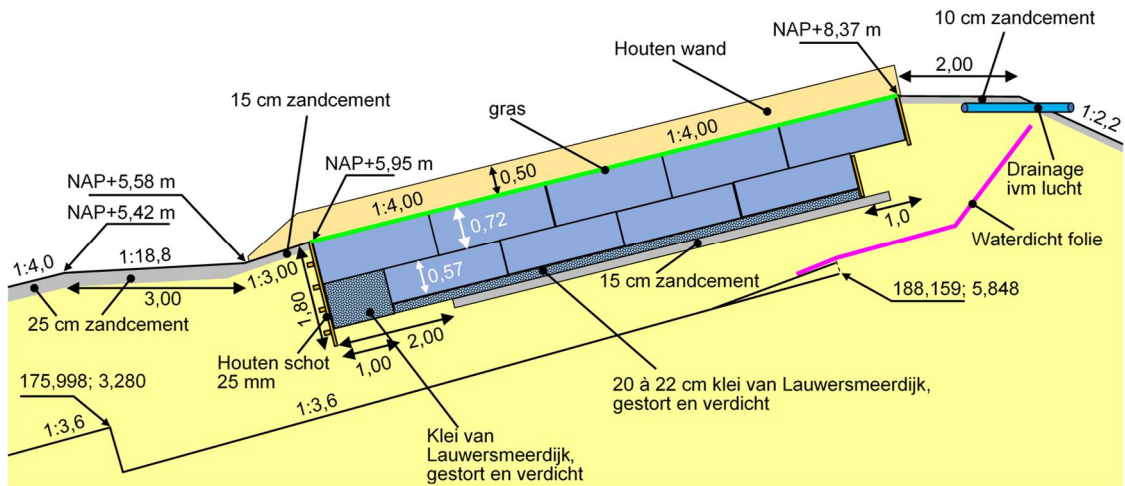 10 cm zandcement
NAP+8,37 m
Houten wand
2,00
15 cm zandcement
gras
1:2,2
1:4,00
NAP+5,95 m
NAP+5,58 m
0,50
Drainage
ivm lucht
1:4,00
NAP+5,42 m
0,72
1,0
Waterdicht folie
1:4,0
1:18,8
1:3,00
0,57
15 cm zandcement
3,00
1,80
188,159; 5,848
25 cm zandcement
2,00
Houten schot
25 mm
1,00
175,998; 3,280
20 à 22 cm klei van Lauwersmeerdijk,
gestort en verdicht
1:3,6
1:3,6
Klei van
Lauwersmeerdijk,
gestort en verdicht